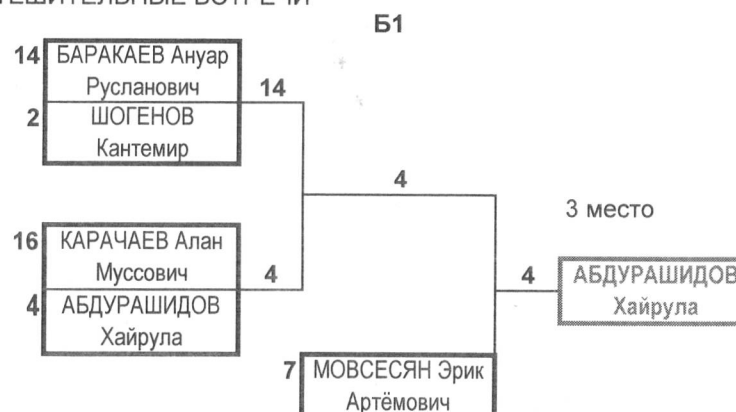 УТЕШИТЕЛЬНЫЕ ВСТРЕЧИ
Б1
14 БАРАКАЕВ Ануар
Русланович
14
2 ШОГЕНОВ
Кантемир
4
3 место
16 КАРАЧАЕВ Алан
Муссович
4
4 АБДУРАШИДОВ
Хайрула
4
АБДУРАШИДОВ
Хайрула
7 МОВСЕСЯН Эрик
Артёмович